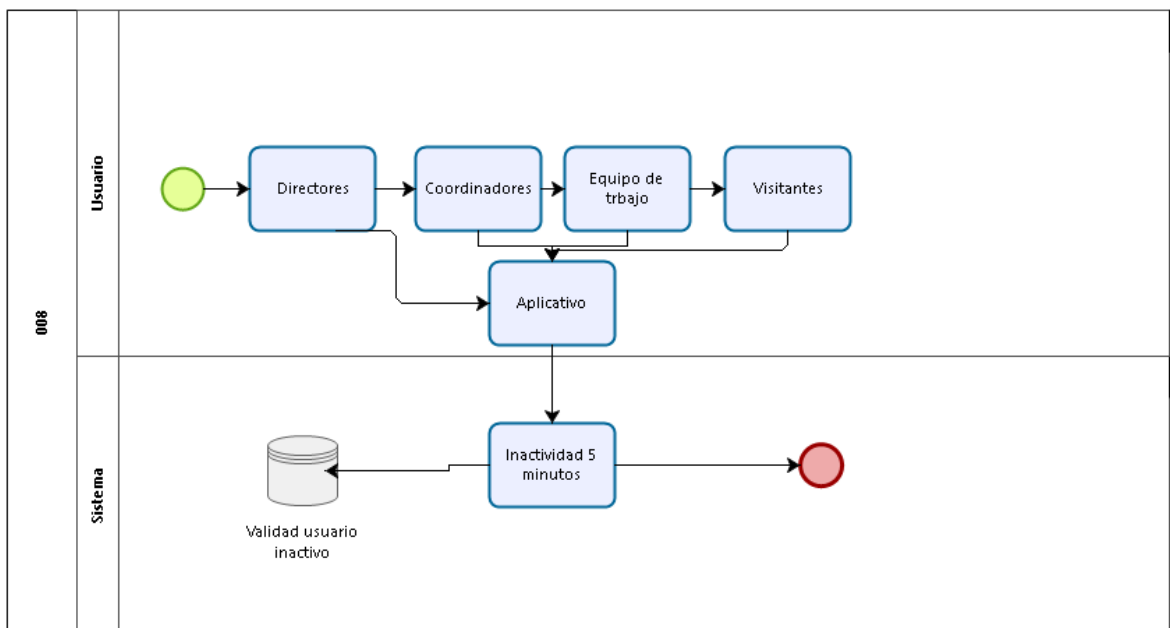 008
Usuario
Directores
Coordinadores
Equipo de
trbajo
Visitantes
Aplicativo
Sistema
Inactividad 5
minutos
Validad usuario
inactivo